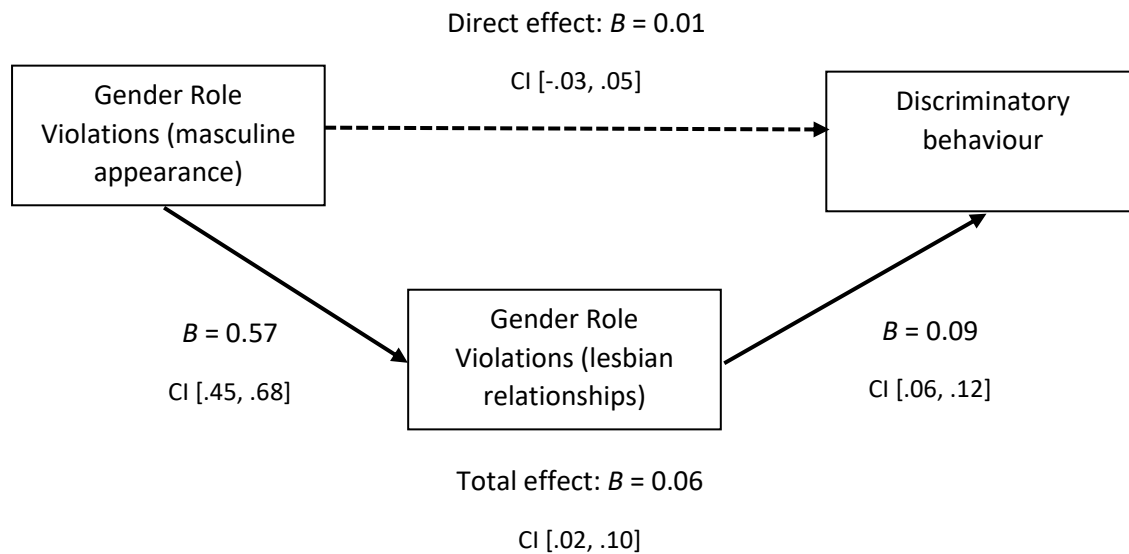 Direct effect: B = 0.01
CI [-.03, .05]
Gender Role
Violations (masculine
appearance)
Discriminatory
behaviour
B = 0.57
CI [.45, .68]
Gender Role
Violations (lesbian
relationships)
B = 0.09
CI [.06, .12]
Total effect: B = 0.06
CI [.02, .10]